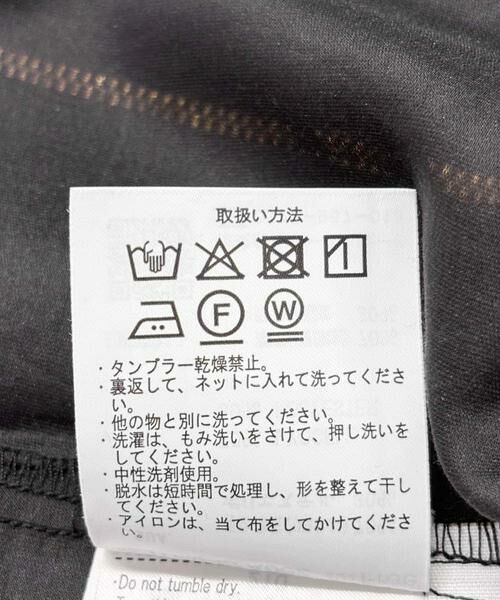 取扱い方法
F W
・タンブラー乾燥禁止。
・裏返して、ネットに入れて洗ってくださ
い。
・他の物と別に洗ってください。
・洗濯は、もみ洗いをさけて、押し洗いを
してください。
・中性洗剤使用。
・脱水は短時間で処理し、形を整えて干し
てください。
・アイロンは、当て布をしてかけてくださ
い。
·Do not tumble dry.